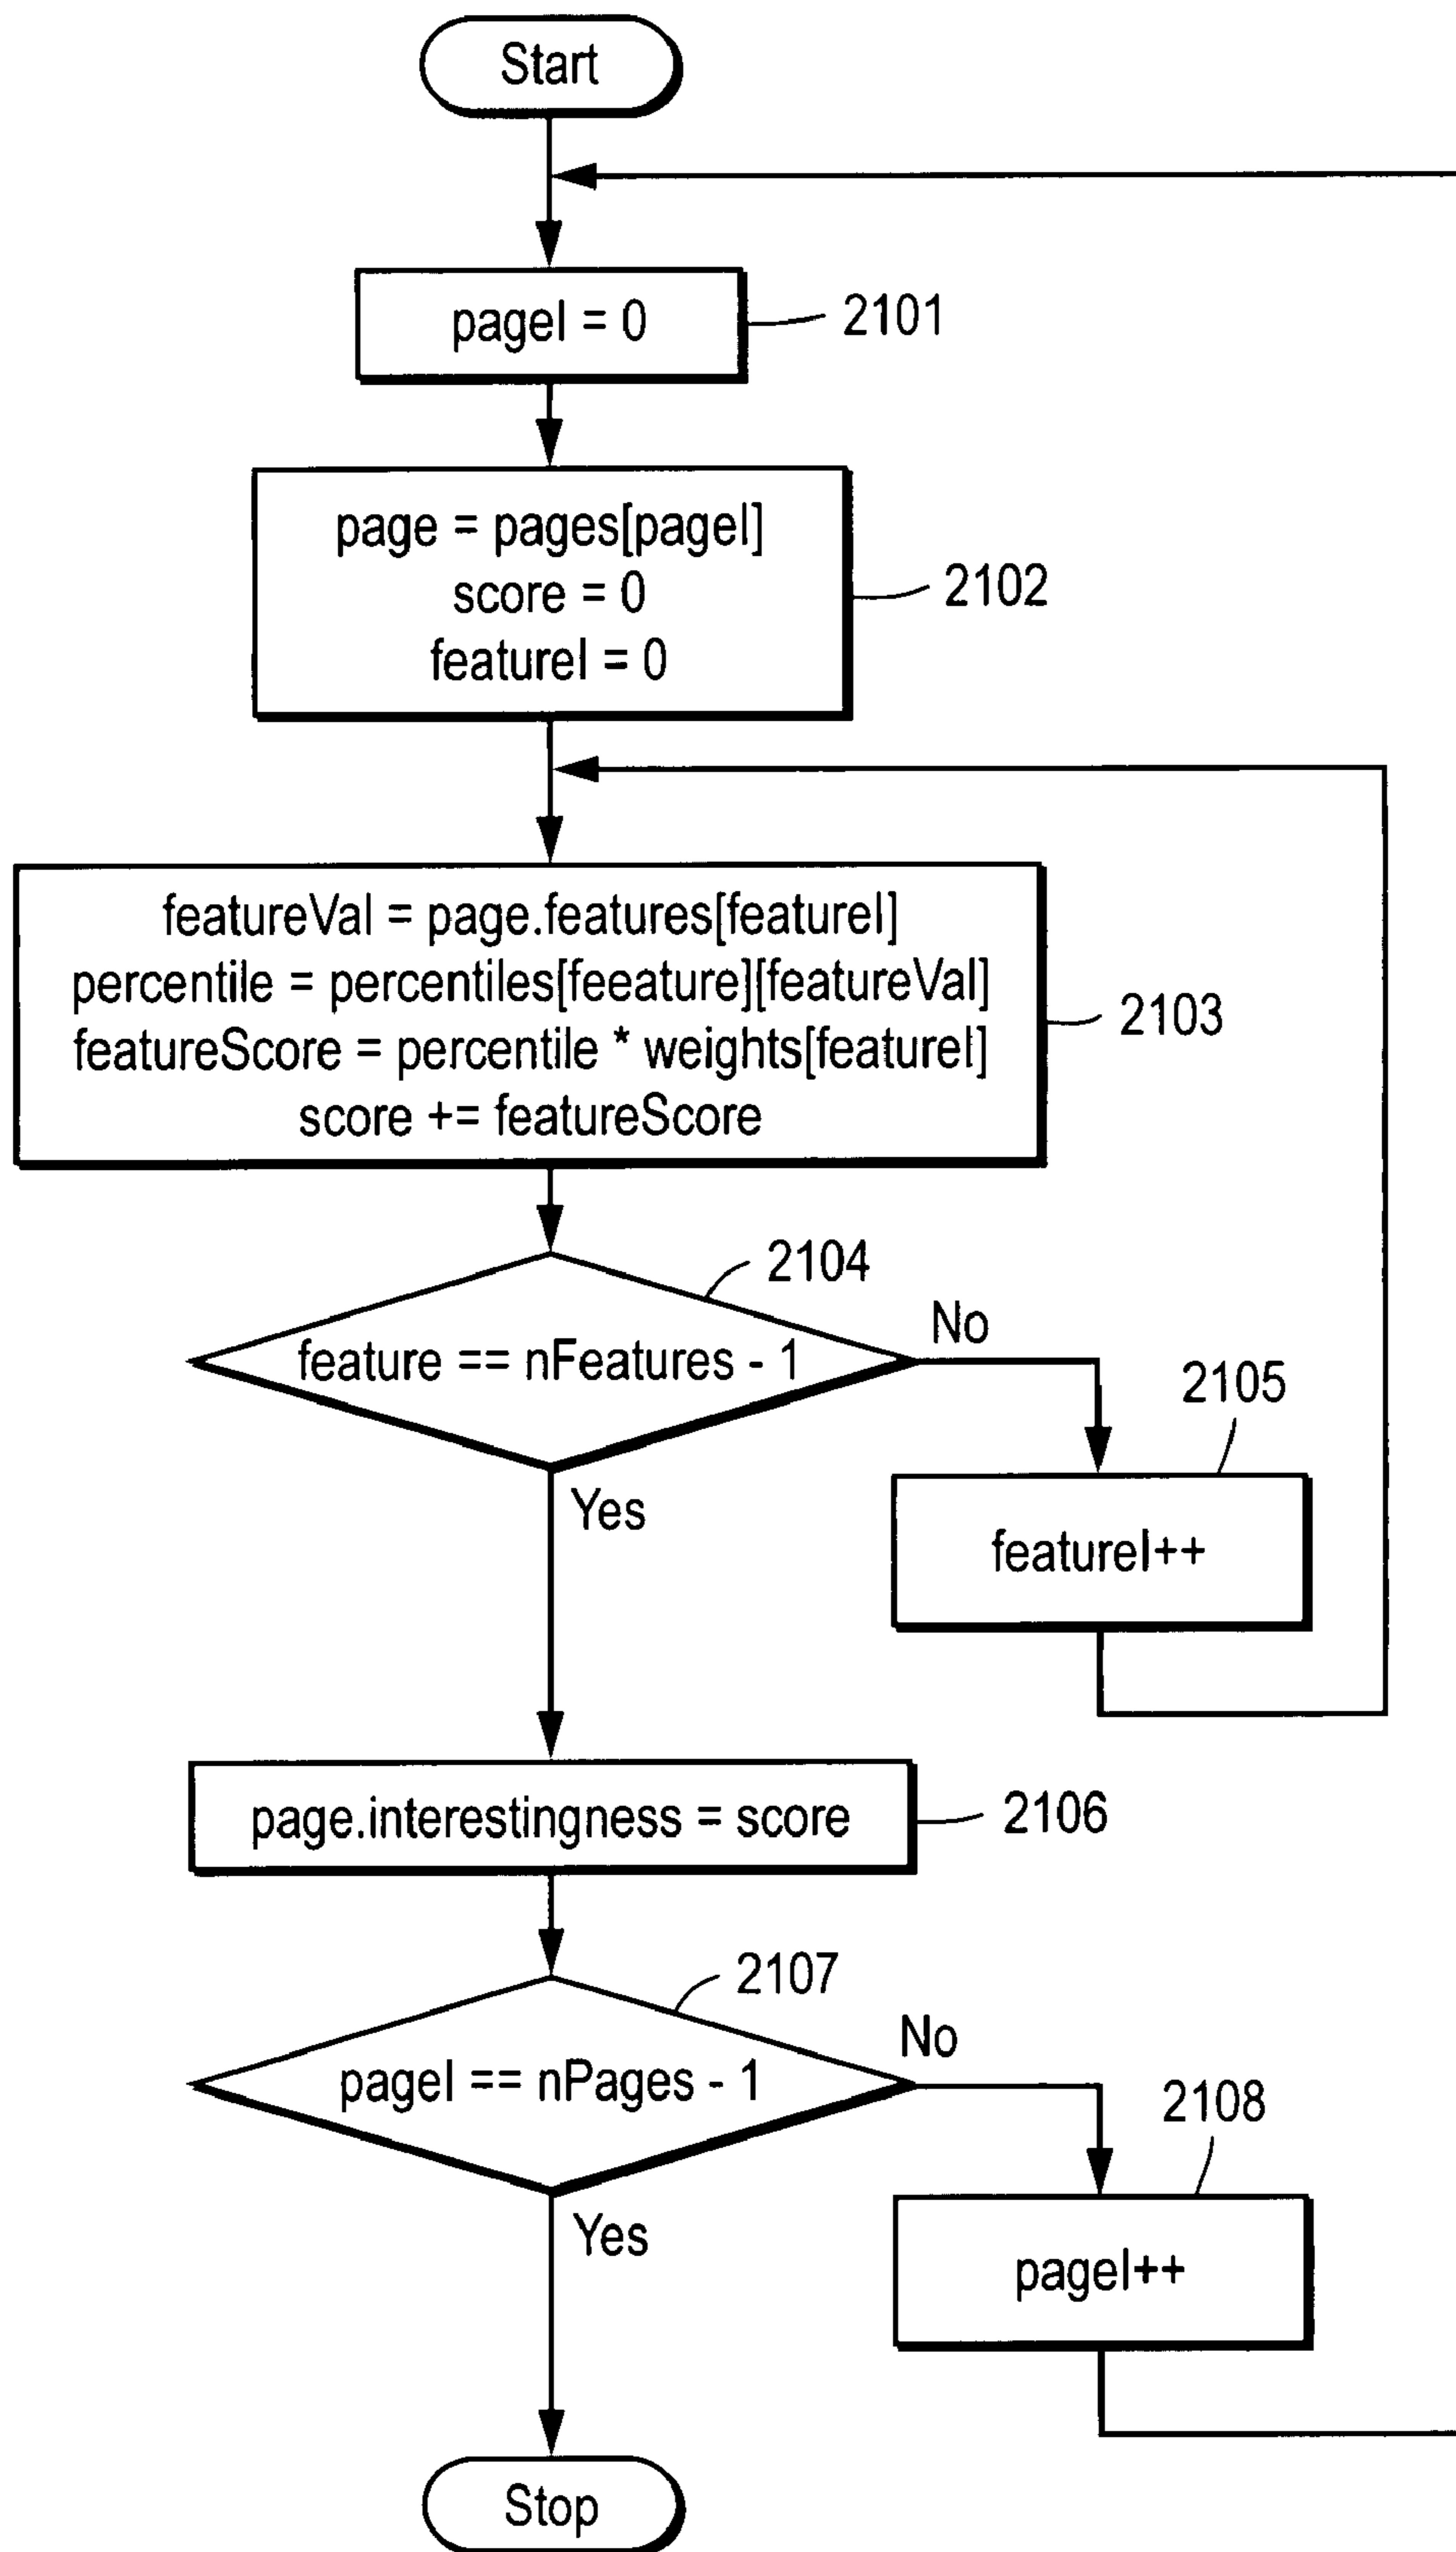 Start
pageI = 0
2101
page = pages[pageI]
score = 0
featureI = 0
2102
featureVal = page.features[featureI]
percentile = percentiles[feeature][featureVal]
featureScore = percentile * weights[featureI]
score += featureScore
2103
2104
feature == nFeatures - 1
No
2105
Yes
featureI++
page.interestingness = score
2106
2107
pageI == nPages - 1
No
2108
Yes
pageI++
Stop